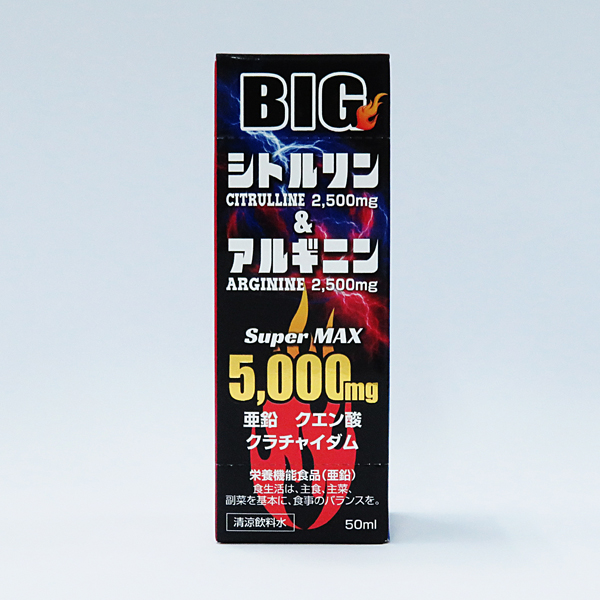 BIG
シトルリン
CITRULLINE 2,500mg
&
アルギニン
ARGININE 2,500mg
Super MAX
5,000mg
亜鉛 クエン酸
クラチャイダム
栄養機能食品(亜鉛)
食生活は、主食、主菜、
副菜を基本に、食事のバランスを。
清涼飲料水 50ml